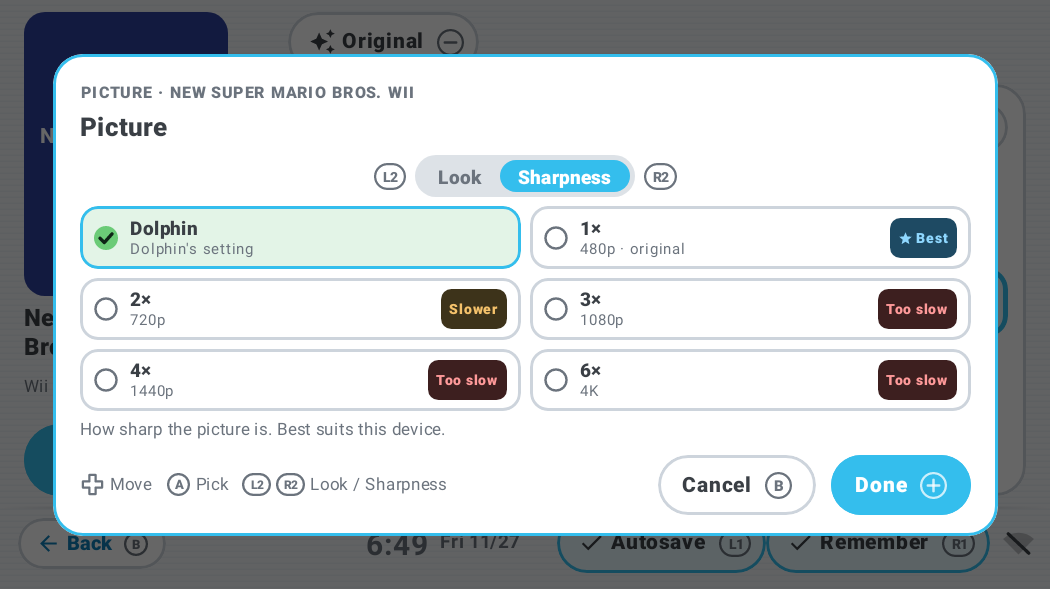 Original
PICTURE · NEW SUPER MARIO BROS. WII
Picture
L2 Look Sharpness R2
Dolphin
Dolphin's setting
1×
480p · original
Best
2×
720p
Slower
3×
1080p
Too slow
4×
1440p
Too slow
6×
4K
Too slow
How sharp the picture is. Best suits this device.
Move A Pick L2 R2 Look / Sharpness
Cancel B
Done
Wii
Back B
6:49 Fri 11/27
Autosave L1
Remember R1